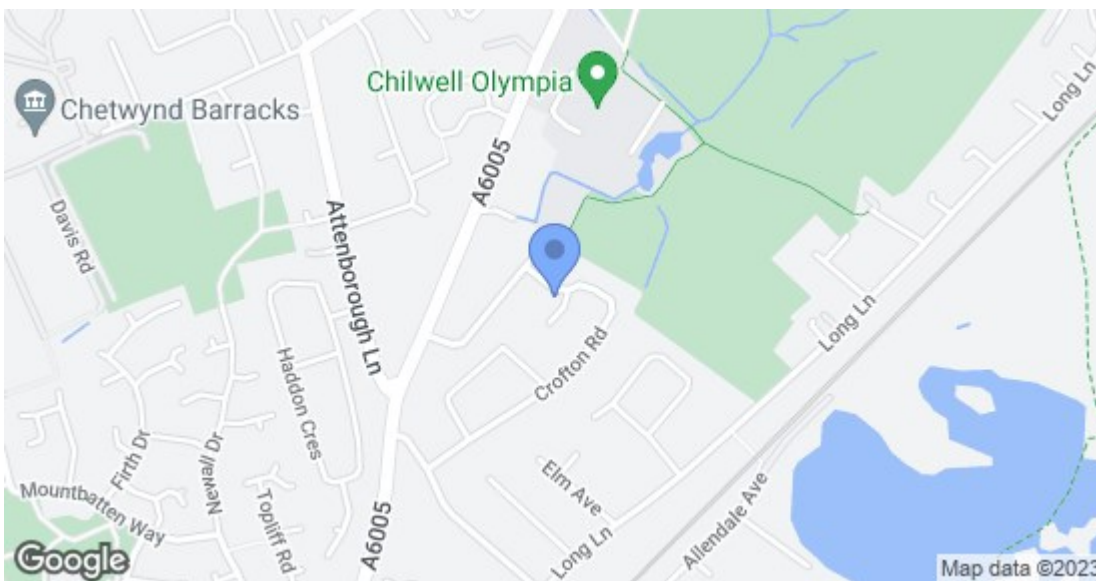 Chilwell Olympia
Chetwynd Barracks
Long Ln
A6005
Davis Rd
Attenborough Ln
Long Ln
Haddon Cres
Crofton Rd
Firth Dr
Newall Dr
Elm Ave
Mountbatten Way
Topliff Rd
A6005
Long Ln
Allendale Ave
Google
Map data ©2023